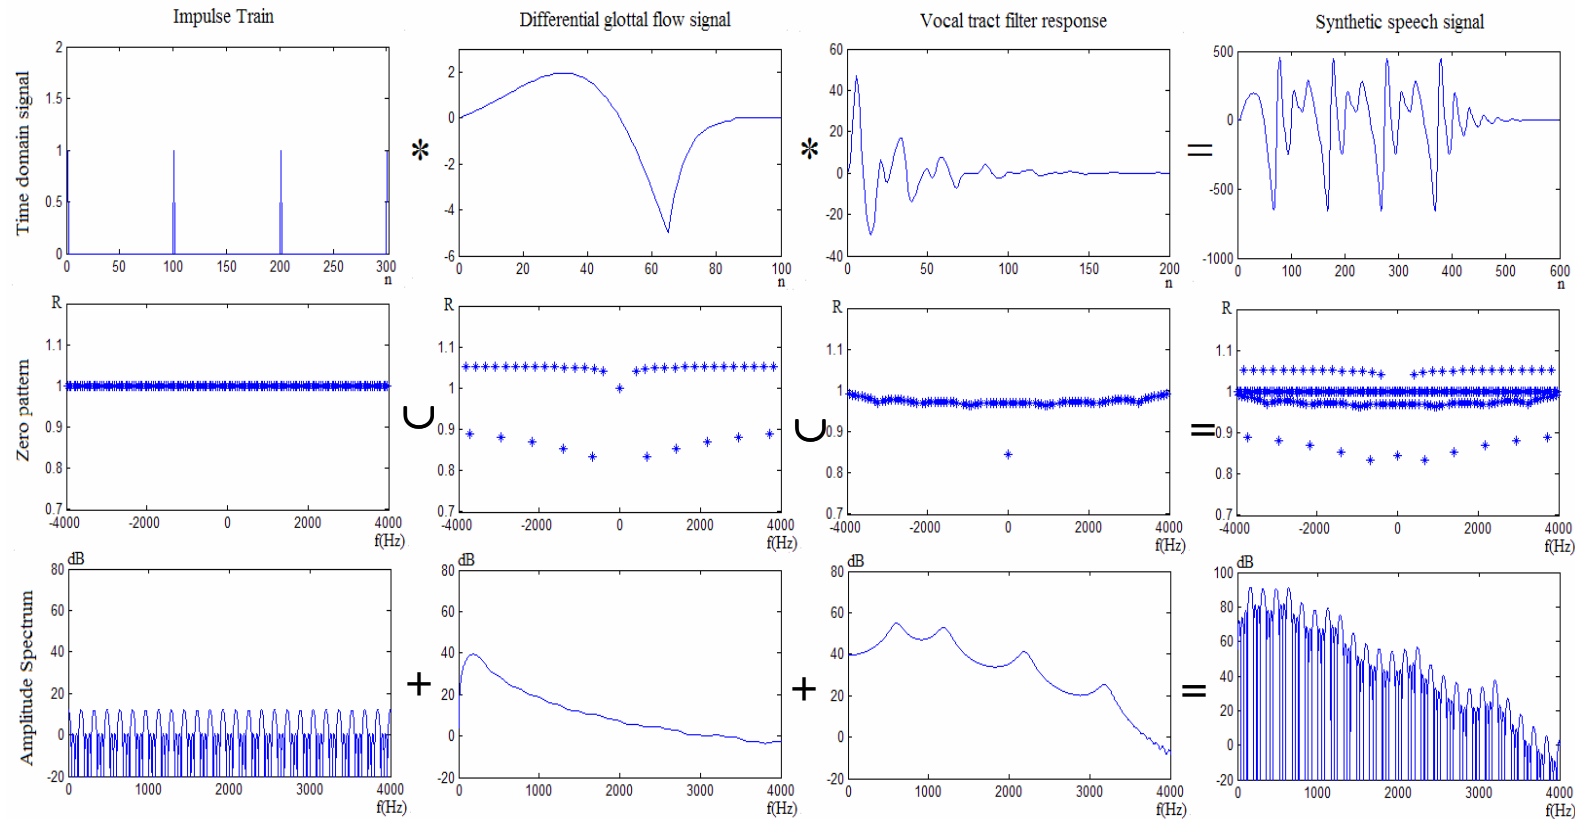 Impulse Train
Differential glottal flow signal
Vocal tract filter response
Synthetic speech signal
Time domain signal
2
1.5
1
0.5
0
0 50 100 150 200 250 300
n
*
2
0
-2
-4
-6
0 20 40 60 80 100
n
*
60
40
20
0
-20
-40
0 50 100 150 200
n
=
500
0
-500
-1000
0 100 200 300 400 500 600
n
Zero pattern
R
1.1
1
0.9
0.8
0.7
-4000 -2000 0 2000 4000
f(Hz)
∪
R
1.1
1
0.9
0.8
0.7
-4000 -2000 0 2000 4000
f(Hz)
∪
R
1.1
1
0.9
0.8
0.7
-4000 -2000 0 2000 4000
f(Hz)
=
R
1.1
1
0.9
0.8
0.7
-4000 -2000 0 2000 4000
f(Hz)
Amplitude Spectrum
dB
80
60
40
20
0
-20
0 1000 2000 3000 4000
f(Hz)
+
dB
80
60
40
20
0
-20
0 1000 2000 3000 4000
f(Hz)
+
dB
80
60
40
20
0
-20
0 1000 2000 3000 4000
f(Hz)
=
dB
100
80
60
40
20
0
-20
0 1000 2000 3000 4000
f(Hz)